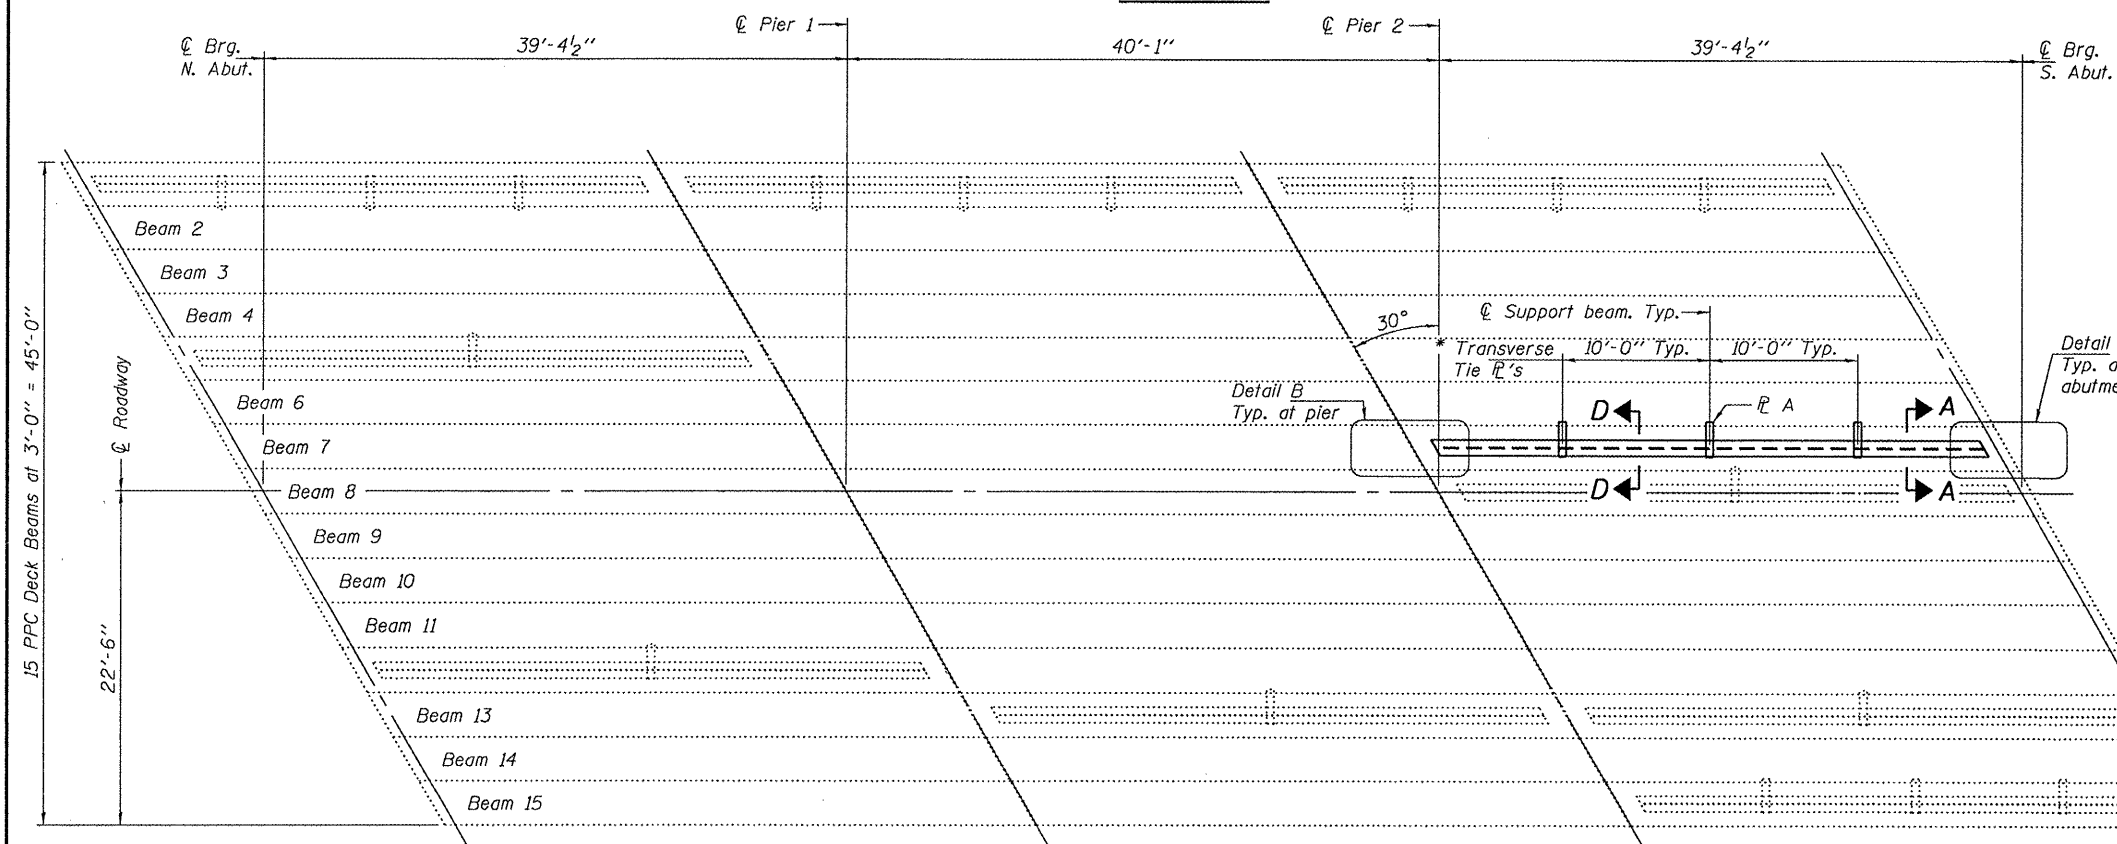 ℄ Pier 1
℄ Pier 2
℄ Brg.
N. Abut.
39'-4½"
40'-1"
39'-4½"
℄ Brg.
S. Abut.
Beam 2
Beam 3
Beam 4
℄ Support beam. Typ.
30°
* Transverse
Tie ℙ's
10'-0" Typ.
10'-0" Typ.
Detail
Typ. a
abutme
Detail B
Typ. at pier
Beam 6
D
ℙ A
A
Beam 7
Beam 8
D
A
Beam 9
Beam 10
Beam 11
Beam 13
Beam 14
Beam 15
15 PPC Deck Beams at 3'-0" = 45'-0"
℄ Roadway
22'-6"